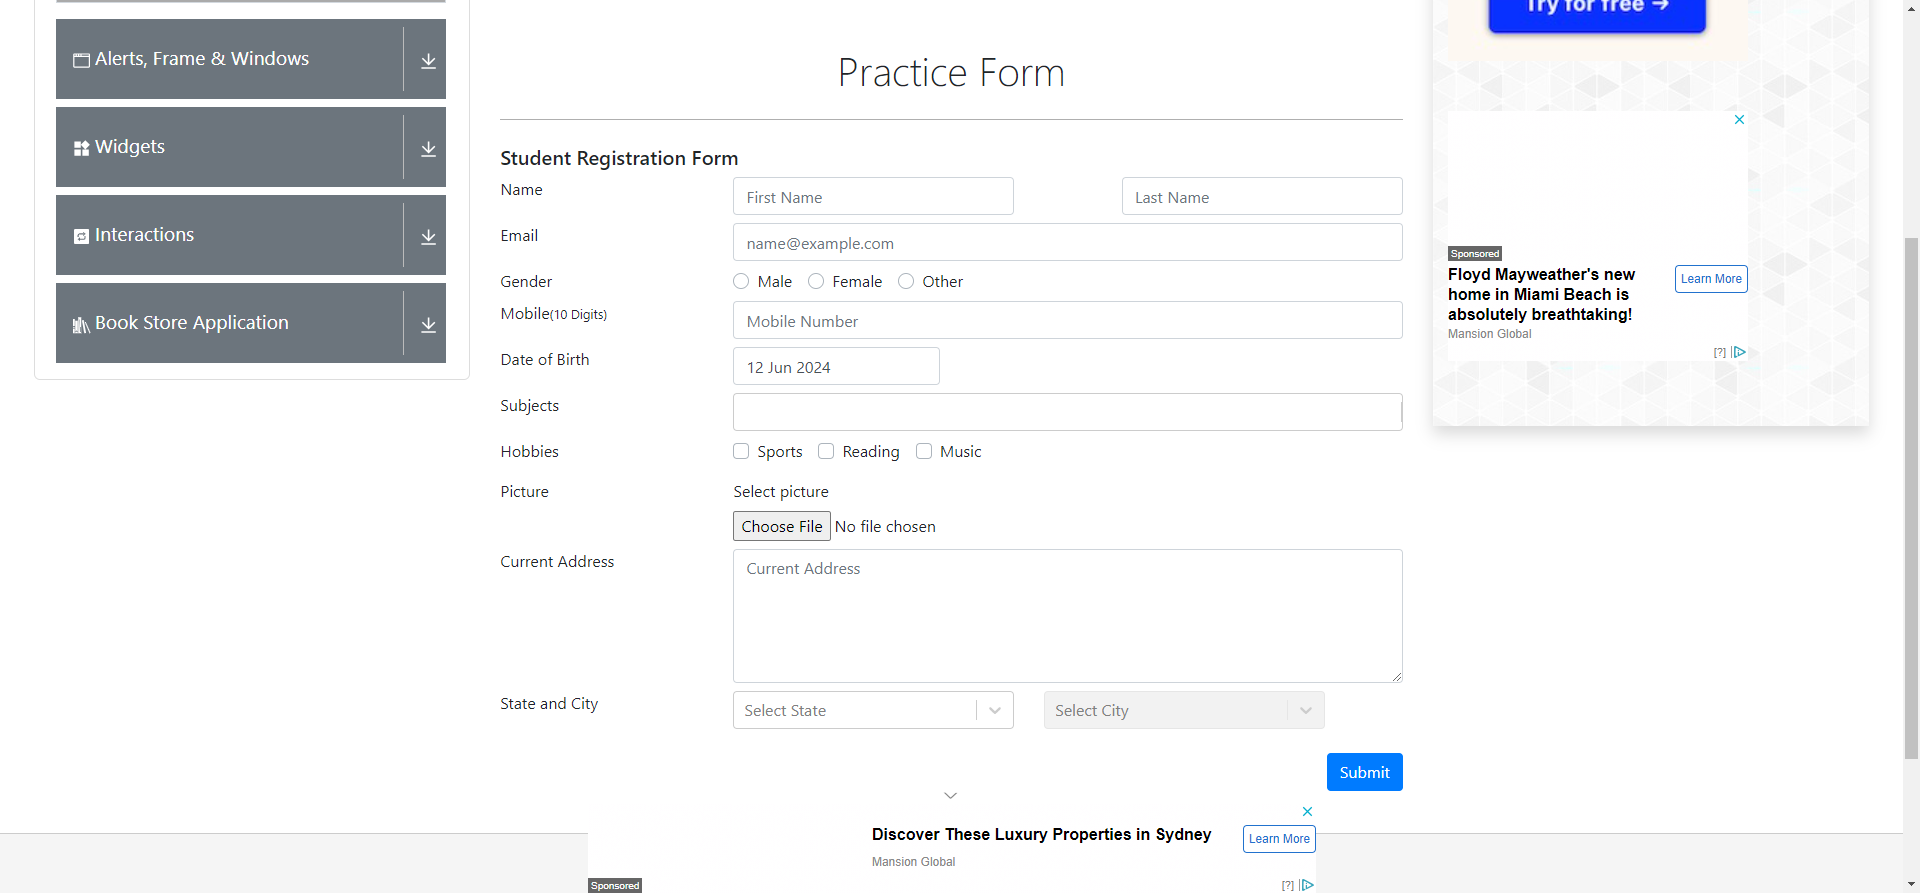 Try for free →
Alerts, Frame & Windows
Widgets
Interactions
Book Store Application
Practice Form
Student Registration Form
Name
First Name
Last Name
Email
name@example.com
Gender
Male
Female
Other
Mobile(10 Digits)
Mobile Number
Date of Birth
12 Jun 2024
Subjects
Hobbies
Sports
Reading
Music
Picture
Select picture
Choose File No file chosen
Current Address
Current Address
State and City
Select State
Select City
Submit
Sponsored
Floyd Mayweather's new
home in Miami Beach is
absolutely breathtaking!
Mansion Global
Learn More
[?]
Discover These Luxury Properties in Sydney
Mansion Global
Learn More
Sponsored
[?]